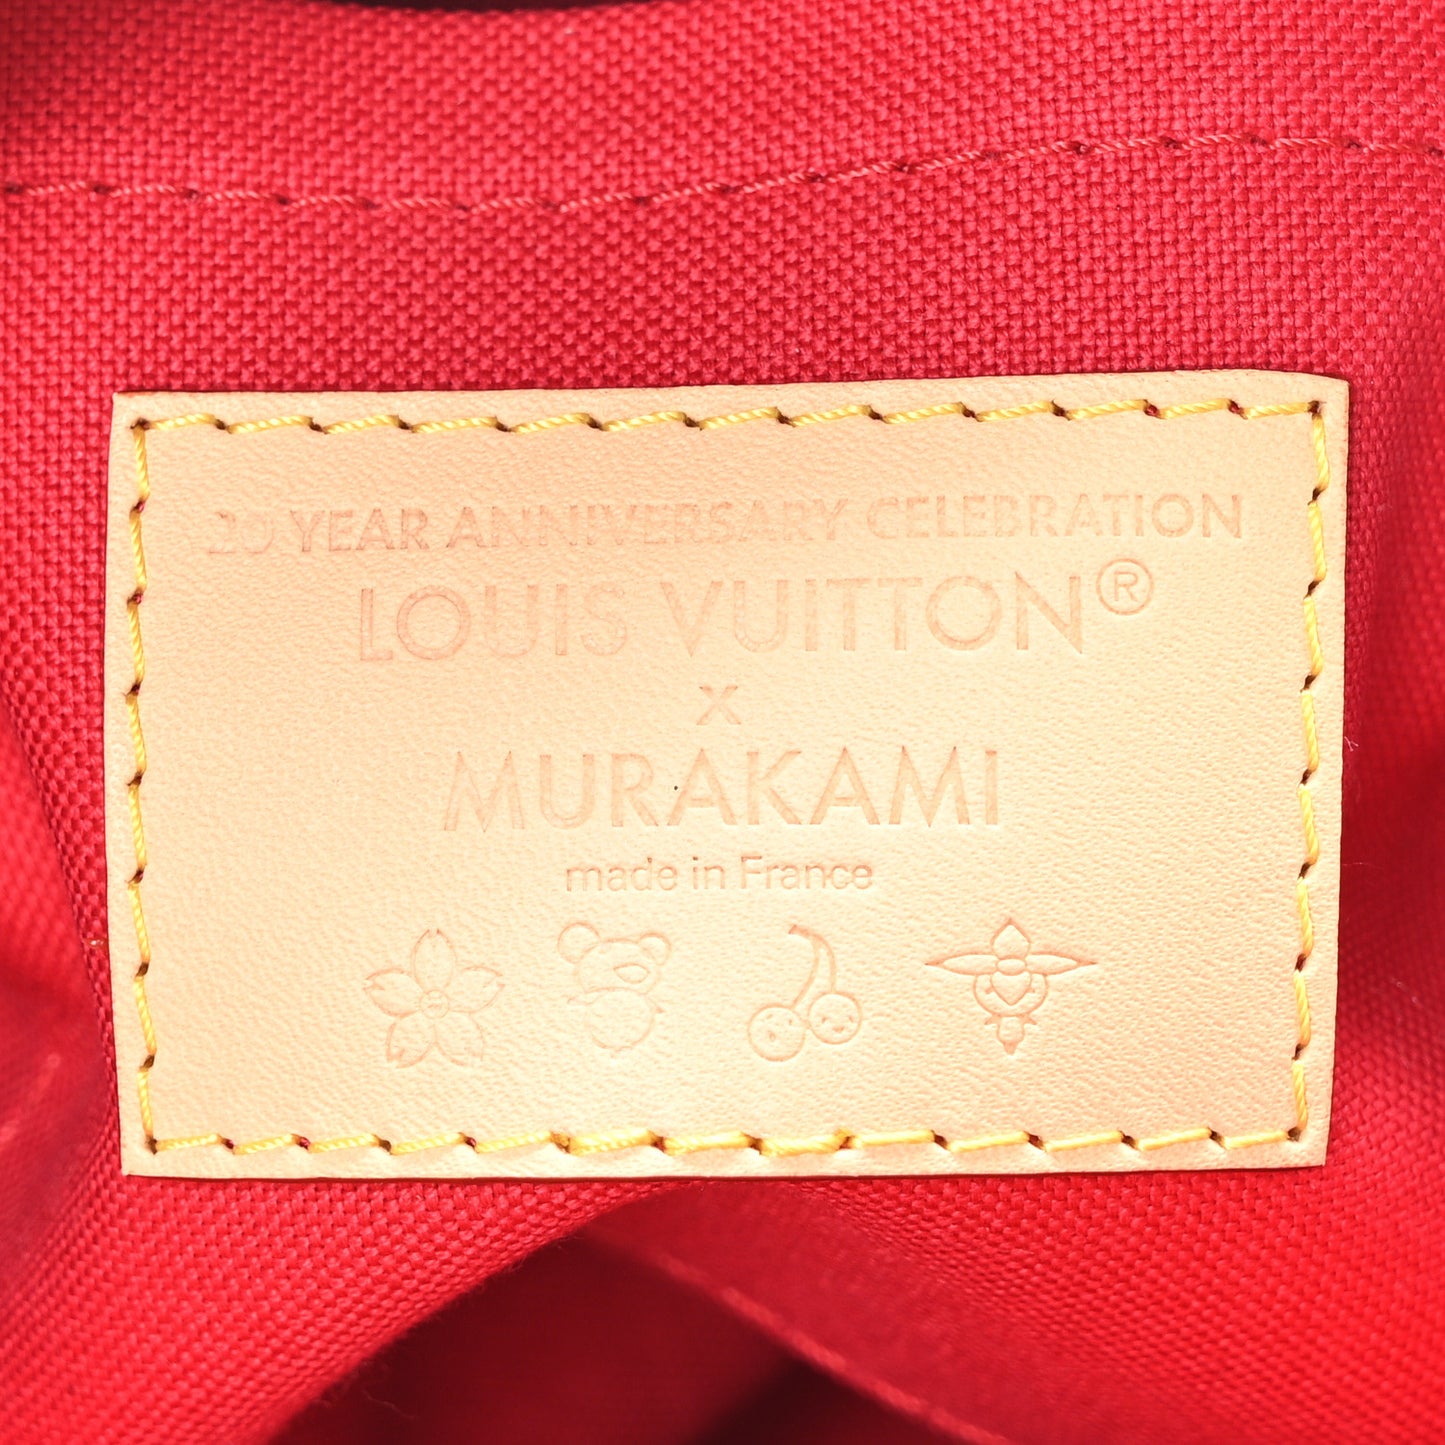 20 YEAR ANNIVERSARY CELEBRATION
LOUIS VUITTON®
x
MURAKAMI
made in France